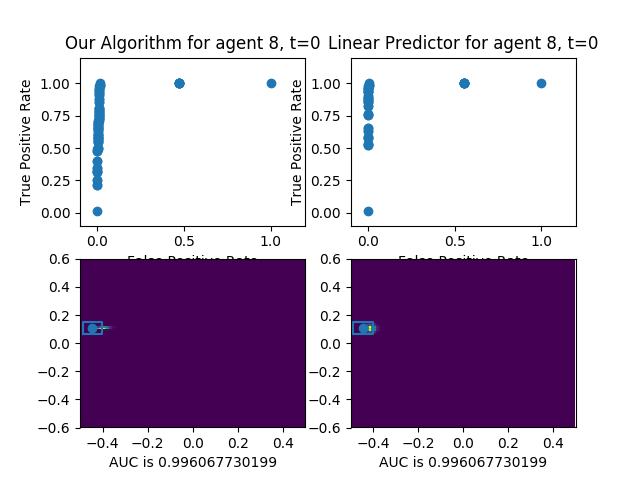 Our Algorithm for agent 8, t=0
Linear Predictor for agent 8, t=0
True Positive Rate
1.00
0.75
0.50
0.25
0.00
0.0 0.5 1.0
False Positive Rate
True Positive Rate
1.00
0.75
0.50
0.25
0.00
0.0 0.5 1.0
False Positive Rate
0.6
0.4
0.2
0.0
−0.2
−0.4
−0.6
−0.4 −0.2 0.0 0.2 0.4
AUC is 0.996067730199
0.6
0.4
0.2
0.0
−0.2
−0.4
−0.6
−0.4 −0.2 0.0 0.2 0.4
AUC is 0.996067730199